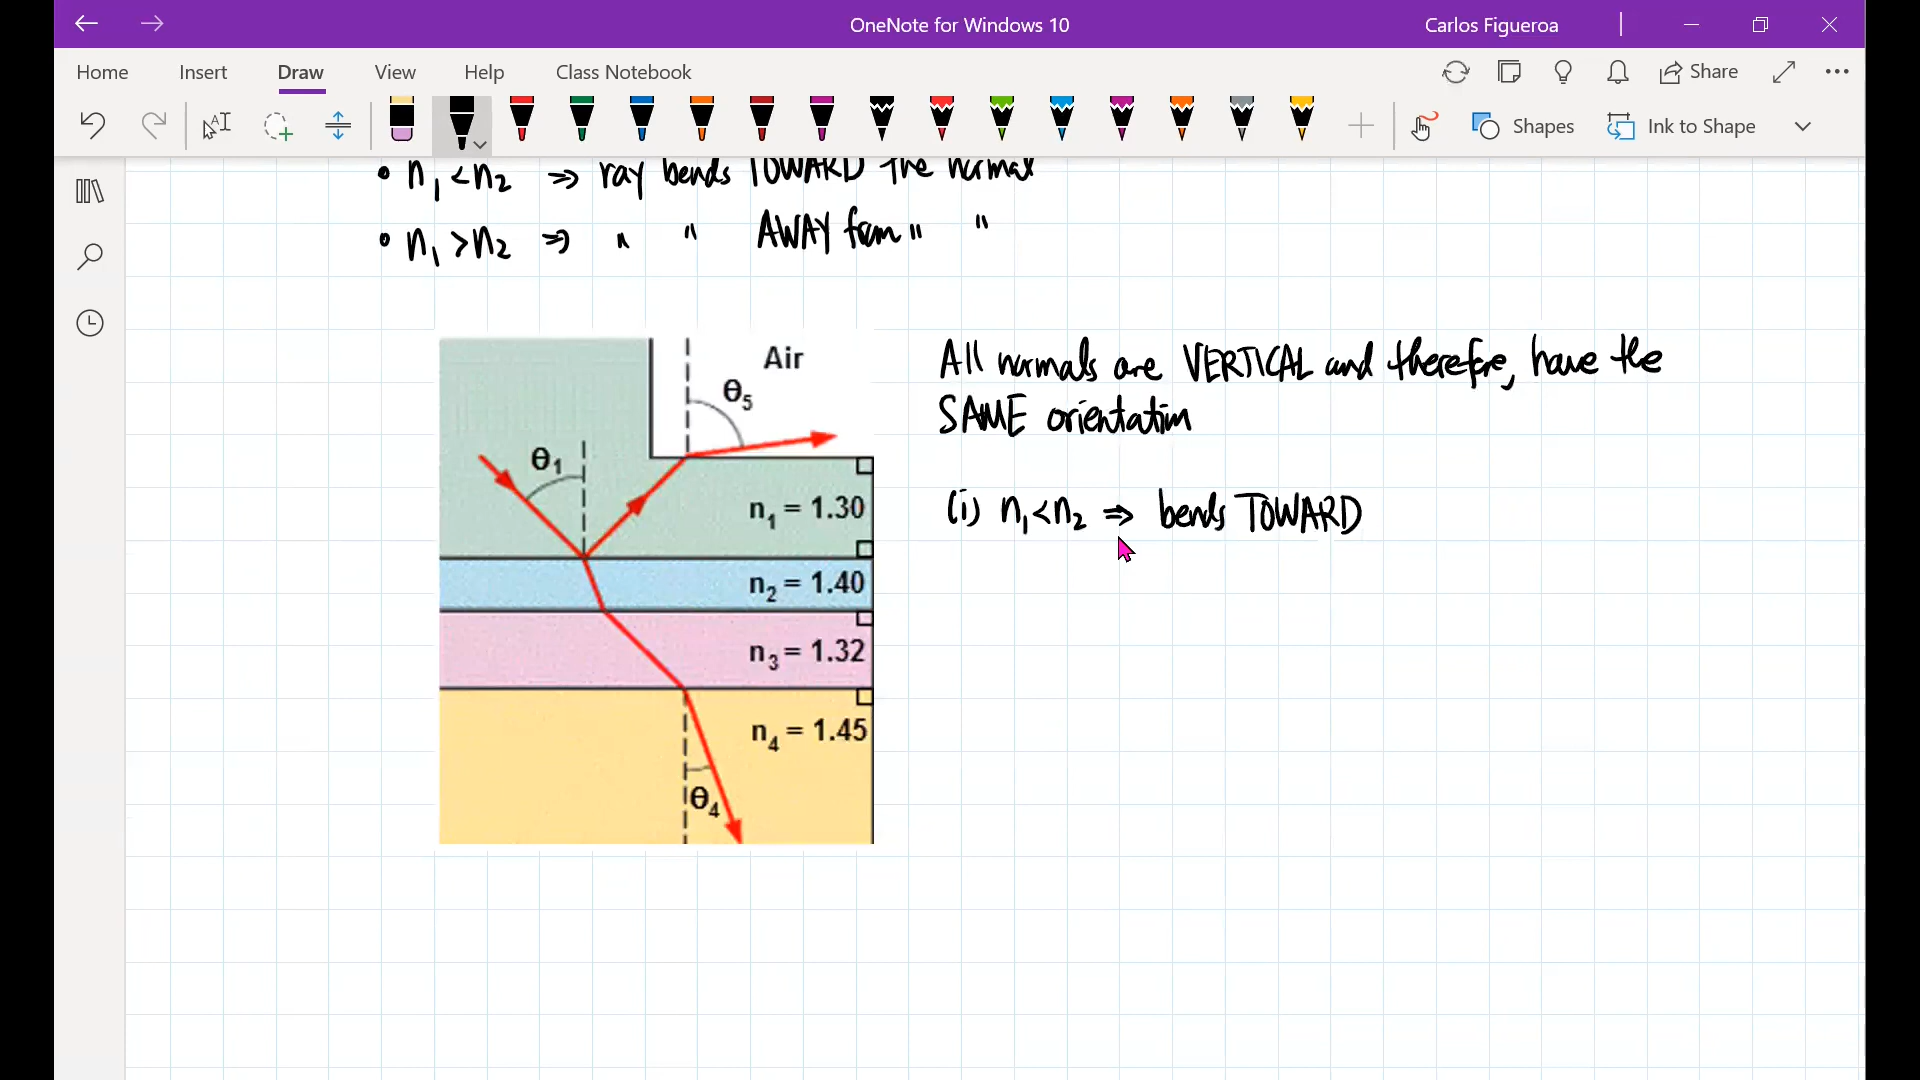 OneNote for Windows 10
Carlos Figueroa
Home Insert Draw View Help Class Notebook
Share
Shapes
Ink to Shape
• n₁ < n₂ ⇒ ray bends TOWARD the normal
• n₁ > n₂ ⇒ " " AWAY from " "
Air
θ₅
θ₁
n₁ = 1.30
n₂ = 1.40
n₃ = 1.32
n₄ = 1.45
θ₄
All normals are VERTICAL and therefore, have the
SAME orientation
(i) n₁ < n₂ ⇒ bends TOWARD